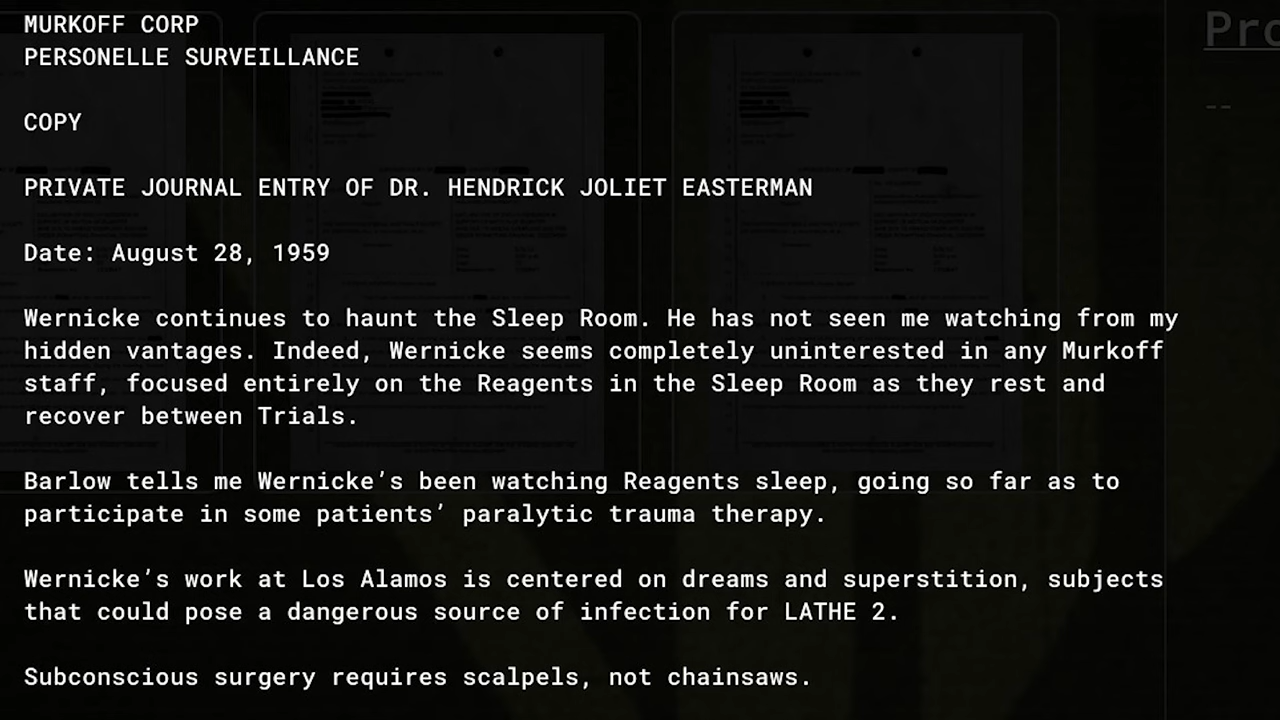 MURKOFF CORP
PERSONELLE SURVEILLANCE
COPY
PRIVATE JOURNAL ENTRY OF DR. HENDRICK JOLIET EASTERMAN
Date: August 28, 1959
Wernicke continues to haunt the Sleep Room. He has not seen me watching from my
hidden vantages. Indeed, Wernicke seems completely uninterested in any Murkoff
staff, focused entirely on the Reagents in the Sleep Room as they rest and
recover between Trials.
Barlow tells me Wernicke’s been watching Reagents sleep, going so far as to
participate in some patients’ paralytic trauma therapy.
Wernicke’s work at Los Alamos is centered on dreams and superstition, subjects
that could pose a dangerous source of infection for LATHE 2.
Subconscious surgery requires scalpels, not chainsaws.
Pro
--